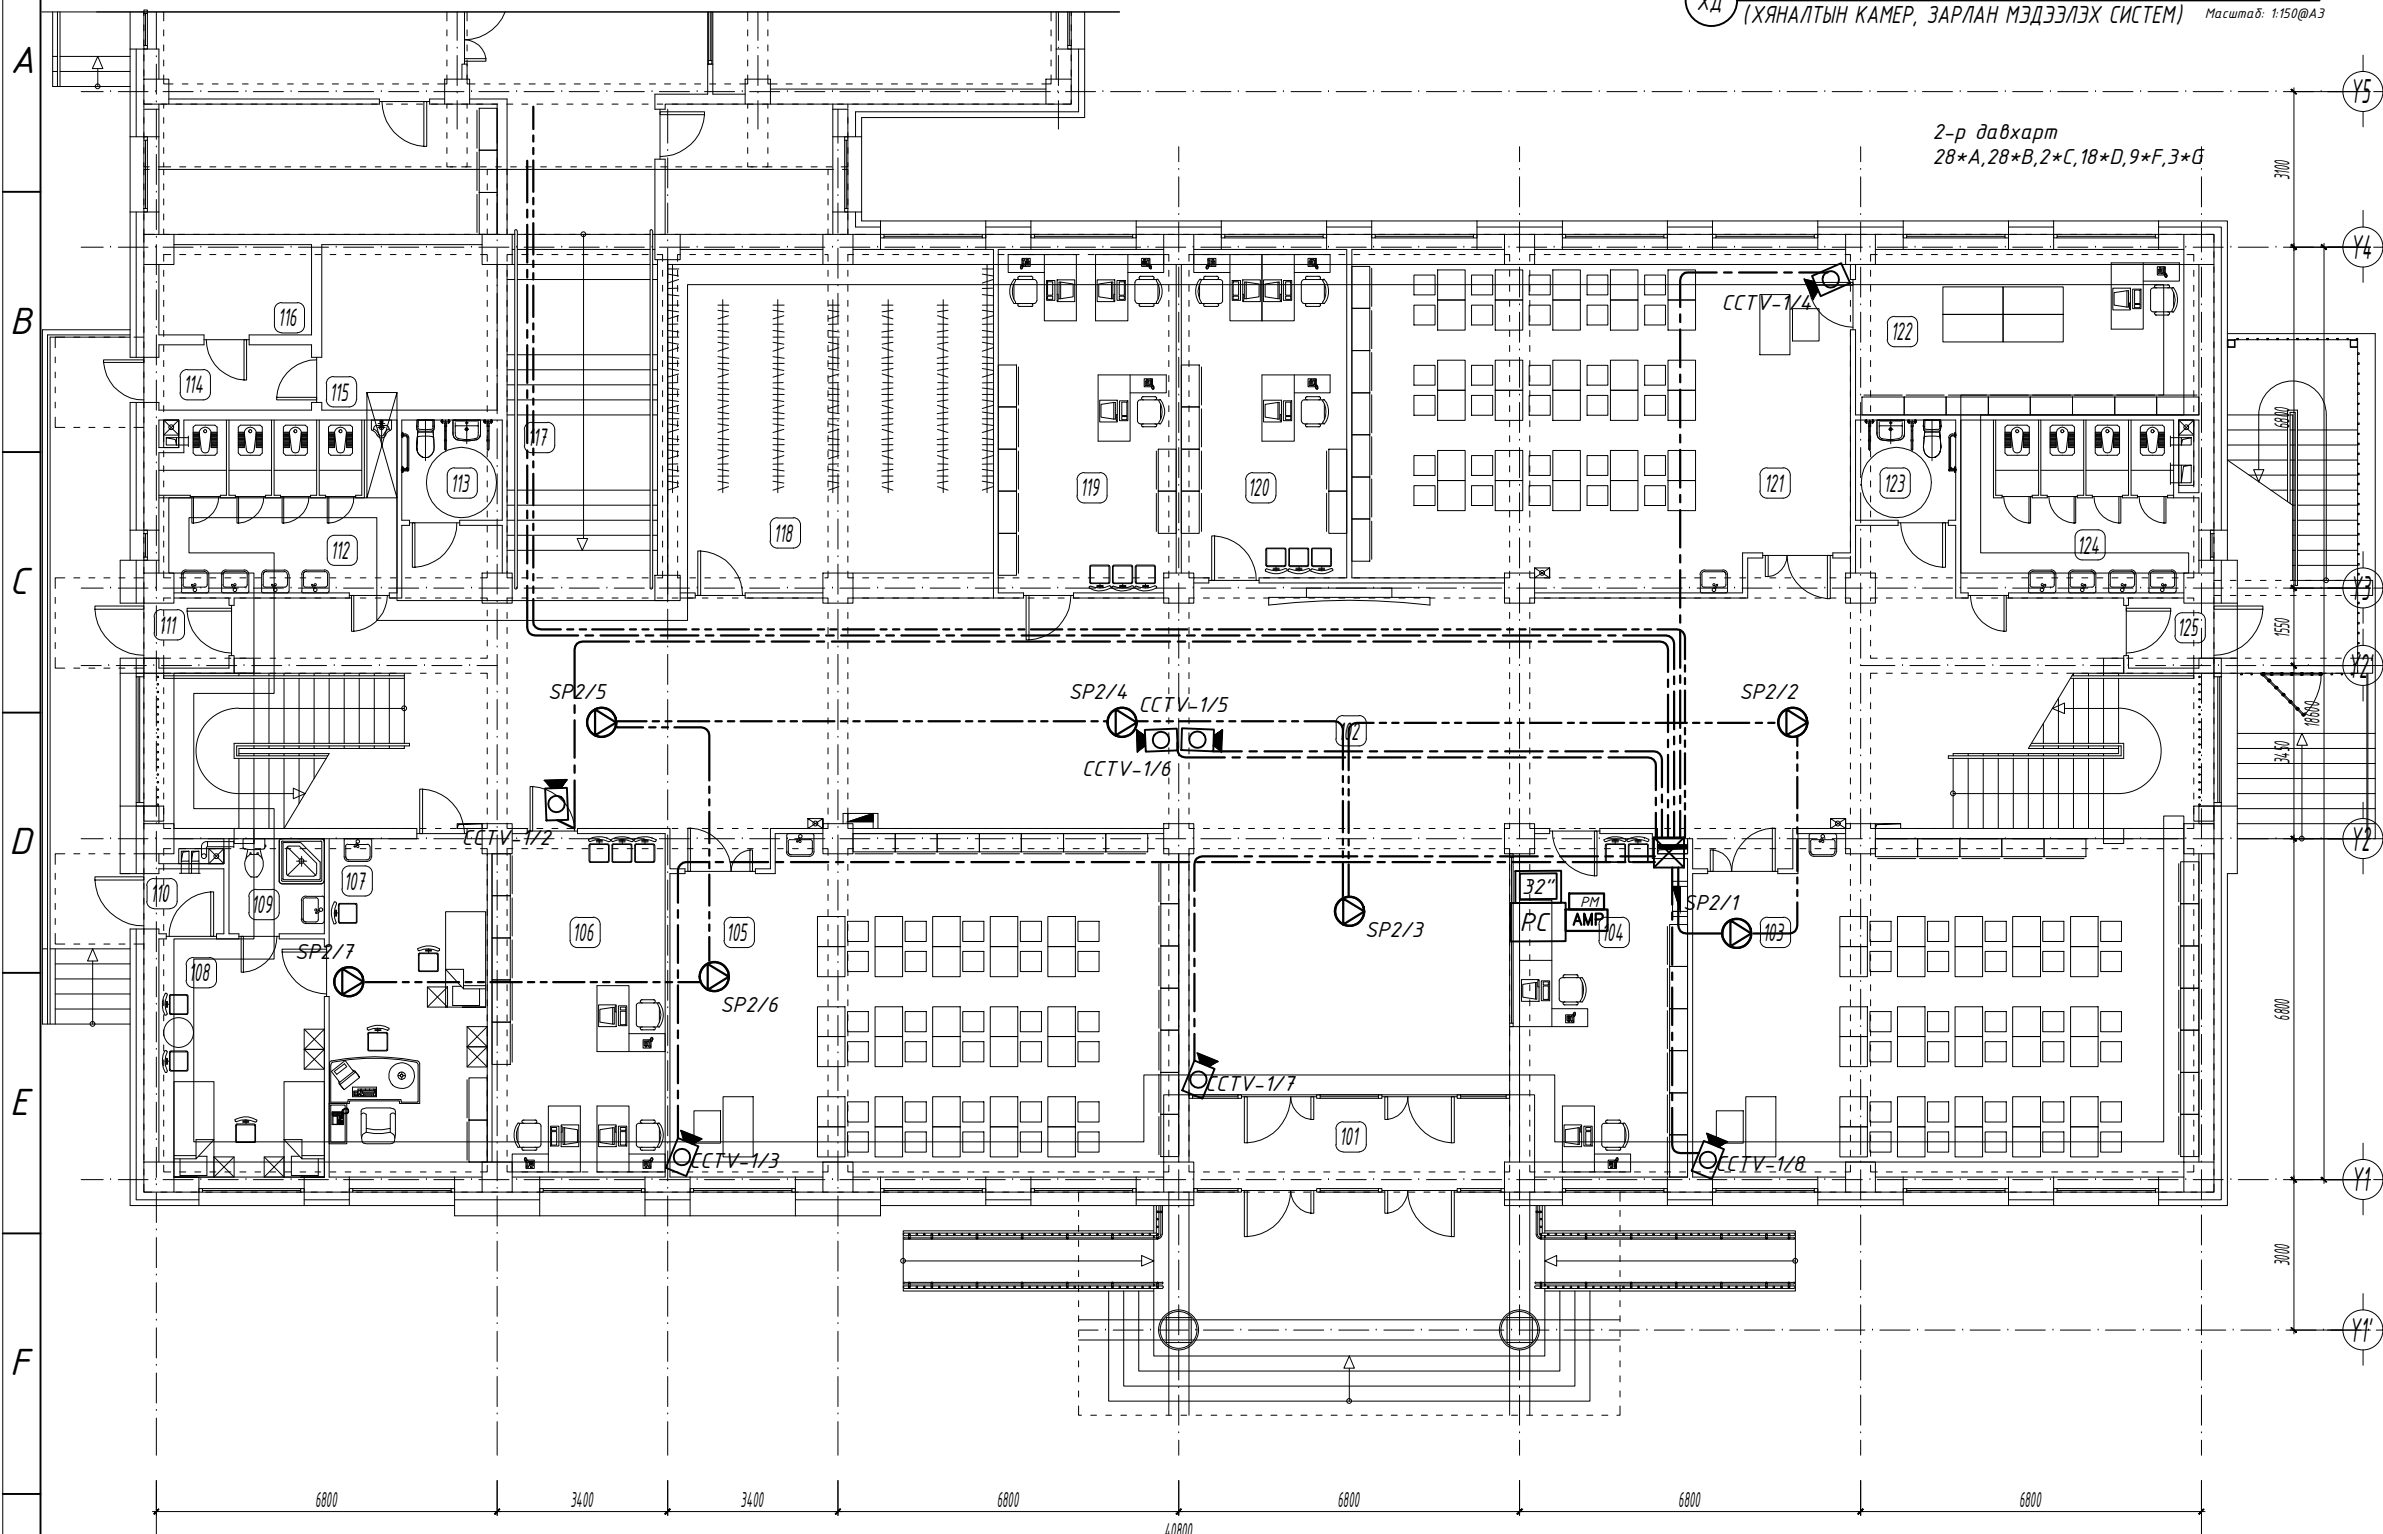 ХД
(ХЯНАЛТЫН КАМЕР, ЗАРЛАН МЭДЭЭЛЭХ СИСТЕМ) Масштаб: 1:150@A3
A
Y5
2-р давхарт
28*A,28*B,2*C,18*D,9*F,3*G
3100
Y4
B
116
CCTV-1/4
122
114
115
6800
117
C
113
119
120
121
123
118
112
124
Y3
111
125
1550
Y2'
SP2/5
SP2/4
CCTV-1/5
SP2/2
18600
102
3450
CCTV-1/6
D
CCTV-1/2
Y2
107
110
109
32"
PM
PC
AMP
SP2/1
106
105
SP2/3
104
103
SP2/7
108
SP2/6
6800
E
CCTV-1/7
101
CCTV-1/3
CCTV-1/8
Y1
3000
F
Y1'
6800
3400
3400
6800
6800
6800
6800
40800